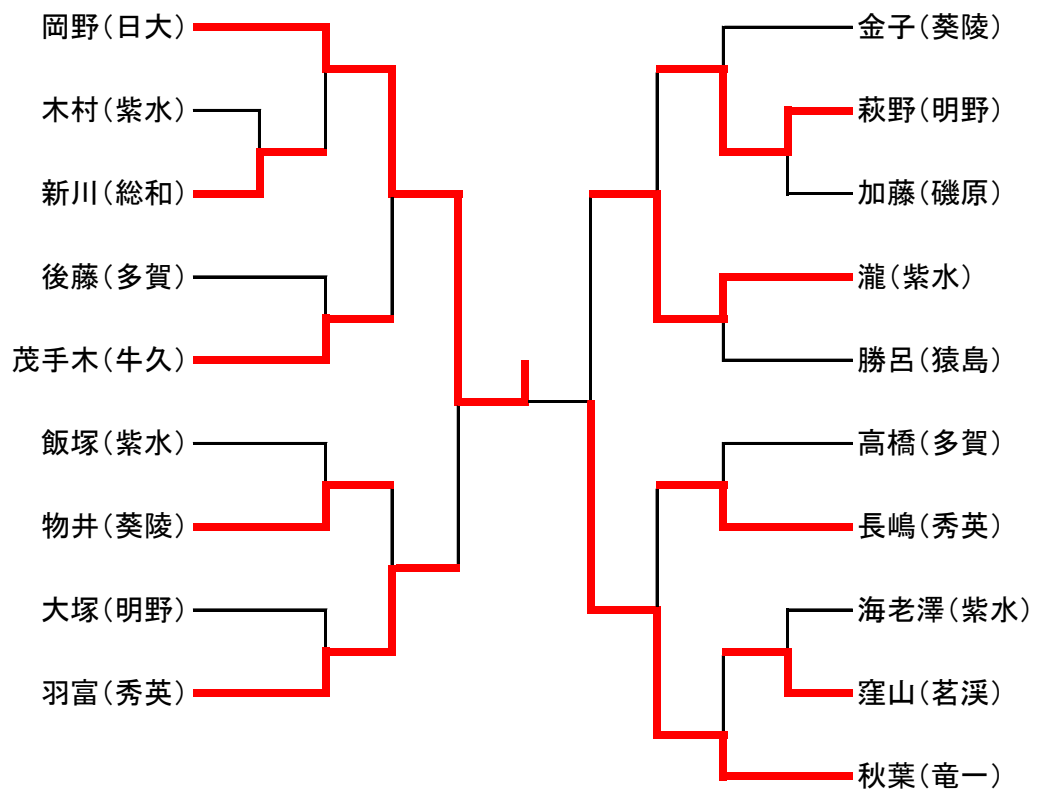 岡野（日大）
木村（紫水）
新川（総和）
後藤（多賀）
茂手木（牛久）
飯塚（紫水）
物井（葵陵）
大塚（明野）
羽富（秀英）
金子（葵陵）
萩野（明野）
加藤（磯原）
瀧（紫水）
勝呂（猿島）
高橋（多賀）
長嶋（秀英）
海老澤（紫水）
窪山（茗渓）
秋葉（竜一）